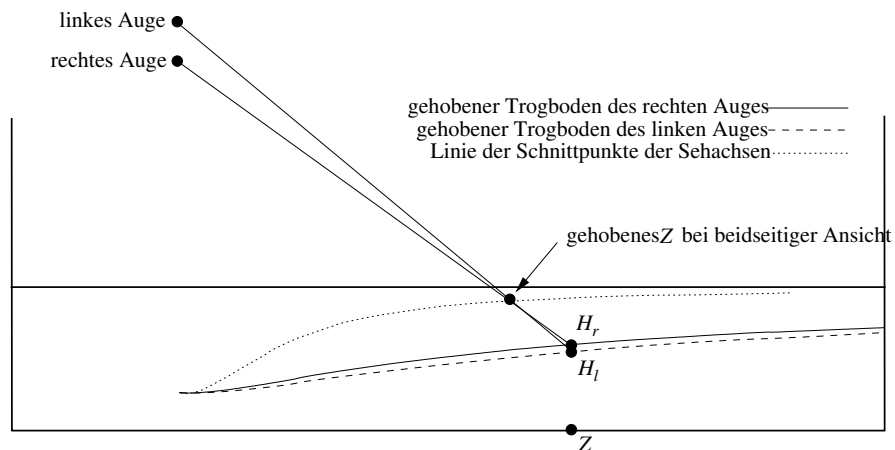 linkes Auge
rechtes Auge
gehobener Trogboden des rechten Auges
gehobener Trogboden des linken Auges
Linie der Schnittpunkte der Sehachsen
gehobenes Z bei beidseitiger Ansicht
H_r
H_l
Z